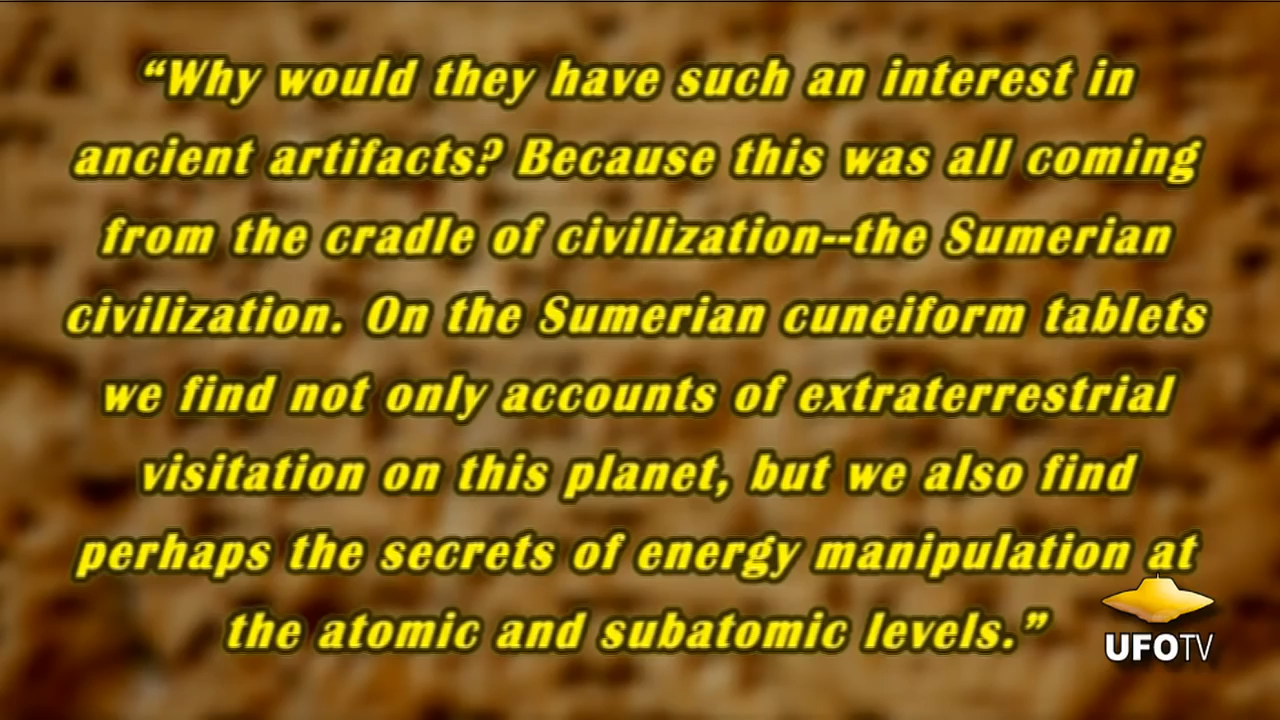 “Why would they have such an interest in
ancient artifacts? Because this was all coming
from the cradle of civilization--the Sumerian
civilization. On the Sumerian cuneiform tablets
we find not only accounts of extraterrestrial
visitation on this planet, but we also find
perhaps the secrets of energy manipulation at
the atomic and subatomic levels.”
UFOTV